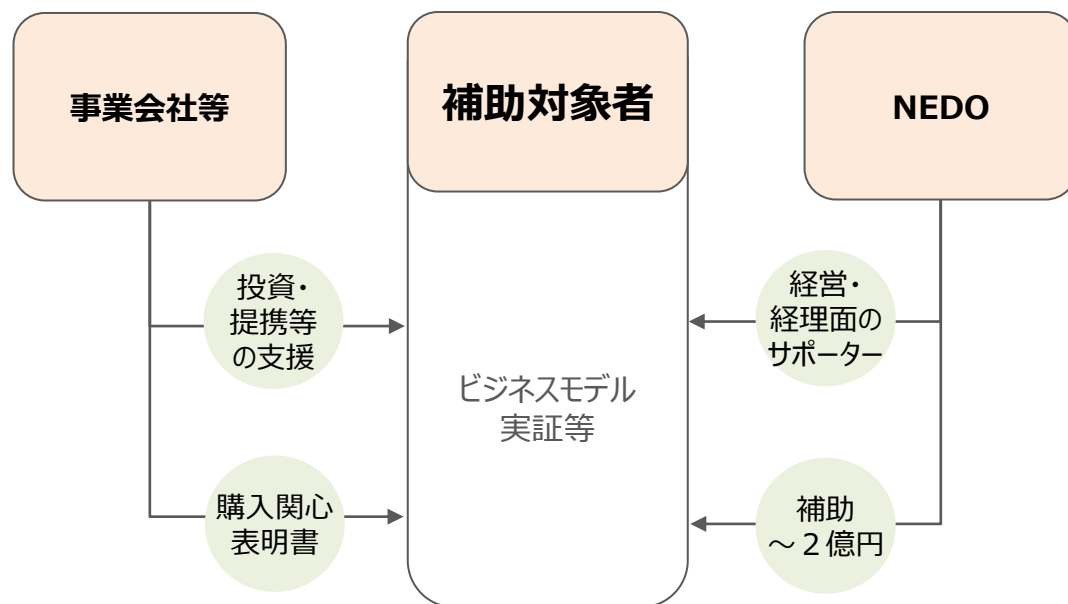 事業会社等
補助対象者
NEDO
投資・
提携等
の支援
経営・
経理面の
サポーター
ビジネスモデル
実証等
購入関心
表明書
補助
～２億円